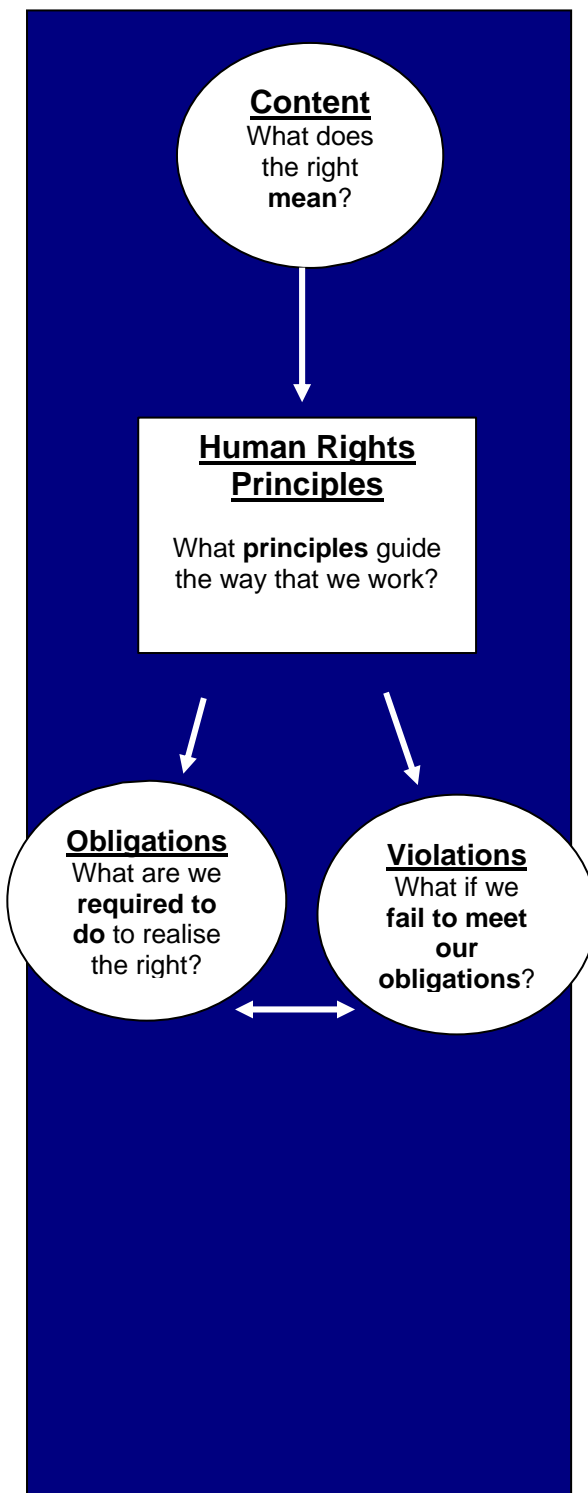 Content
What does
the right
mean?
Human Rights
Principles
What principles guide
the way that we work?
Obligations
What are we
required to
do to realise
the right?
Violations
What if we
fail to meet
our
obligations?